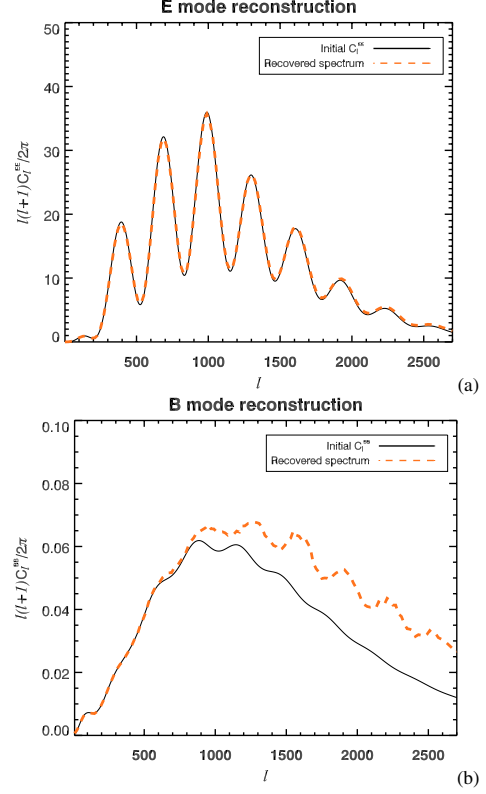 E mode reconstruction
50
40
30
20
10
0
l(l+1)C_l^EE/2π
Initial C_l^EE
Recovered spectrum
500 1000 1500 2000 2500
l
(a)
B mode reconstruction
0.10
0.08
0.06
0.04
0.02
0.00
l(l+1)C_l^BB/2π
Initial C_l^BB
Recovered spectrum
500 1000 1500 2000 2500
l
(b)